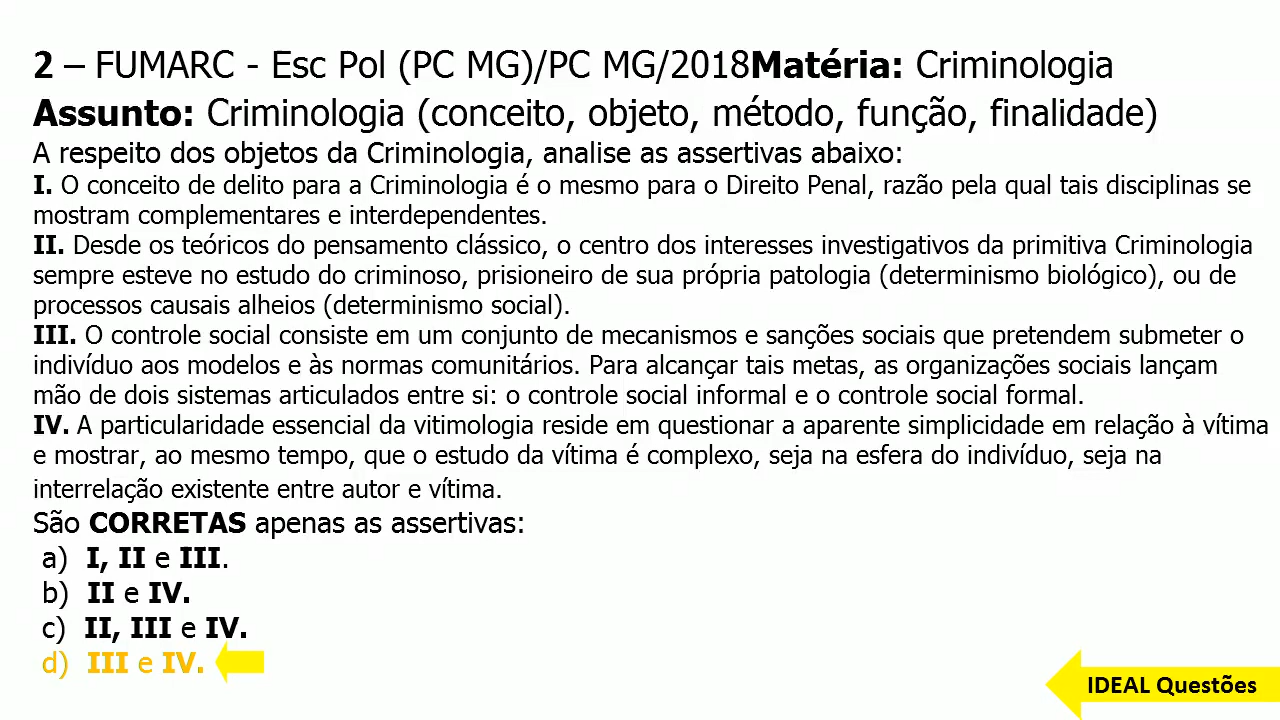 2 – FUMARC - Esc Pol (PC MG)/PC MG/2018Matéria: Criminologia
Assunto: Criminologia (conceito, objeto, método, função, finalidade)
A respeito dos objetos da Criminologia, analise as assertivas abaixo:
I. O conceito de delito para a Criminologia é o mesmo para o Direito Penal, razão pela qual tais disciplinas se
mostram complementares e interdependentes.
II. Desde os teóricos do pensamento clássico, o centro dos interesses investigativos da primitiva Criminologia
sempre esteve no estudo do criminoso, prisioneiro de sua própria patologia (determinismo biológico), ou de
processos causais alheios (determinismo social).
III. O controle social consiste em um conjunto de mecanismos e sanções sociais que pretendem submeter o
indivíduo aos modelos e às normas comunitários. Para alcançar tais metas, as organizações sociais lançam
mão de dois sistemas articulados entre si: o controle social informal e o controle social formal.
IV. A particularidade essencial da vitimologia reside em questionar a aparente simplicidade em relação à vítima
e mostrar, ao mesmo tempo, que o estudo da vítima é complexo, seja na esfera do indivíduo, seja na
interrelação existente entre autor e vítima.
São CORRETAS apenas as assertivas:
a) I, II e III.
b) II e IV.
c) II, III e IV.
d) III e IV.
IDEAL Questões